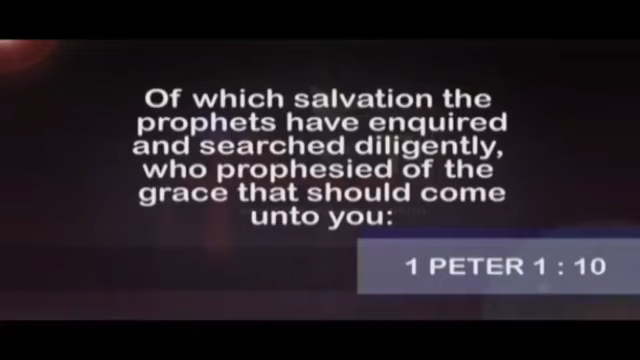 Of which salvation the
prophets have enquired
and searched diligently,
who prophesied of the
grace that should come
unto you:
1 PETER 1 : 10